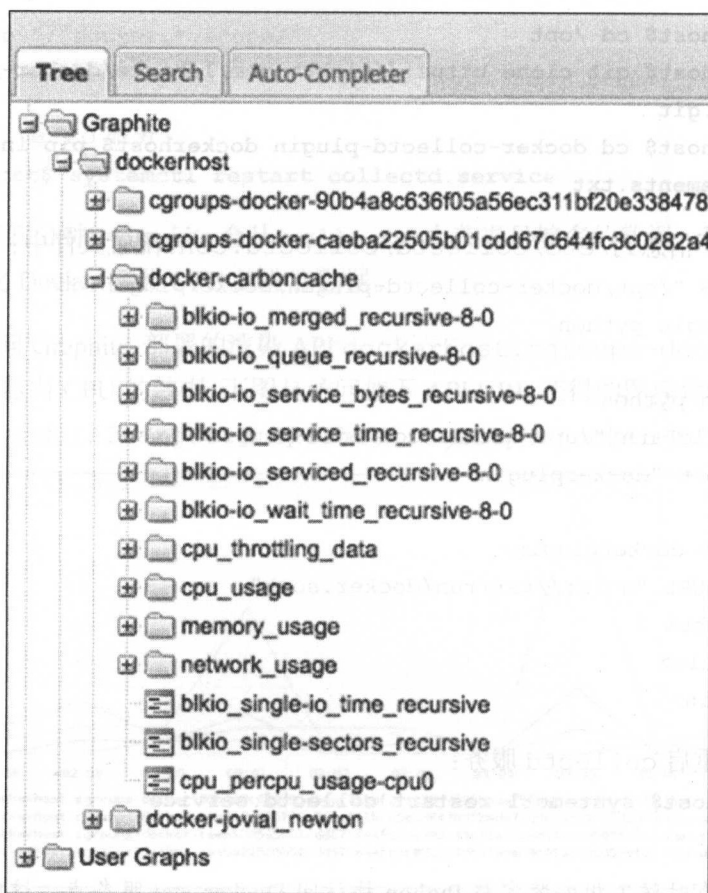 Tree Search Auto-Completer
Graphite
dockerhost
cgroups-docker-90b4a8c636f05a56ec311bf20e338478
cgroups-docker-caeba22505b01cdd67c644fc3c0282a4
docker-carboncache
blkio-io_merged_recursive-8-0
blkio-io_queue_recursive-8-0
blkio-io_service_bytes_recursive-8-0
blkio-io_service_time_recursive-8-0
blkio-io_serviced_recursive-8-0
blkio-io_wait_time_recursive-8-0
cpu_throttling_data
cpu_usage
memory_usage
network_usage
blkio_single-io_time_recursive
blkio_single-sectors_recursive
cpu_percpu_usage-cpu0
docker-jovial_newton
User Graphs